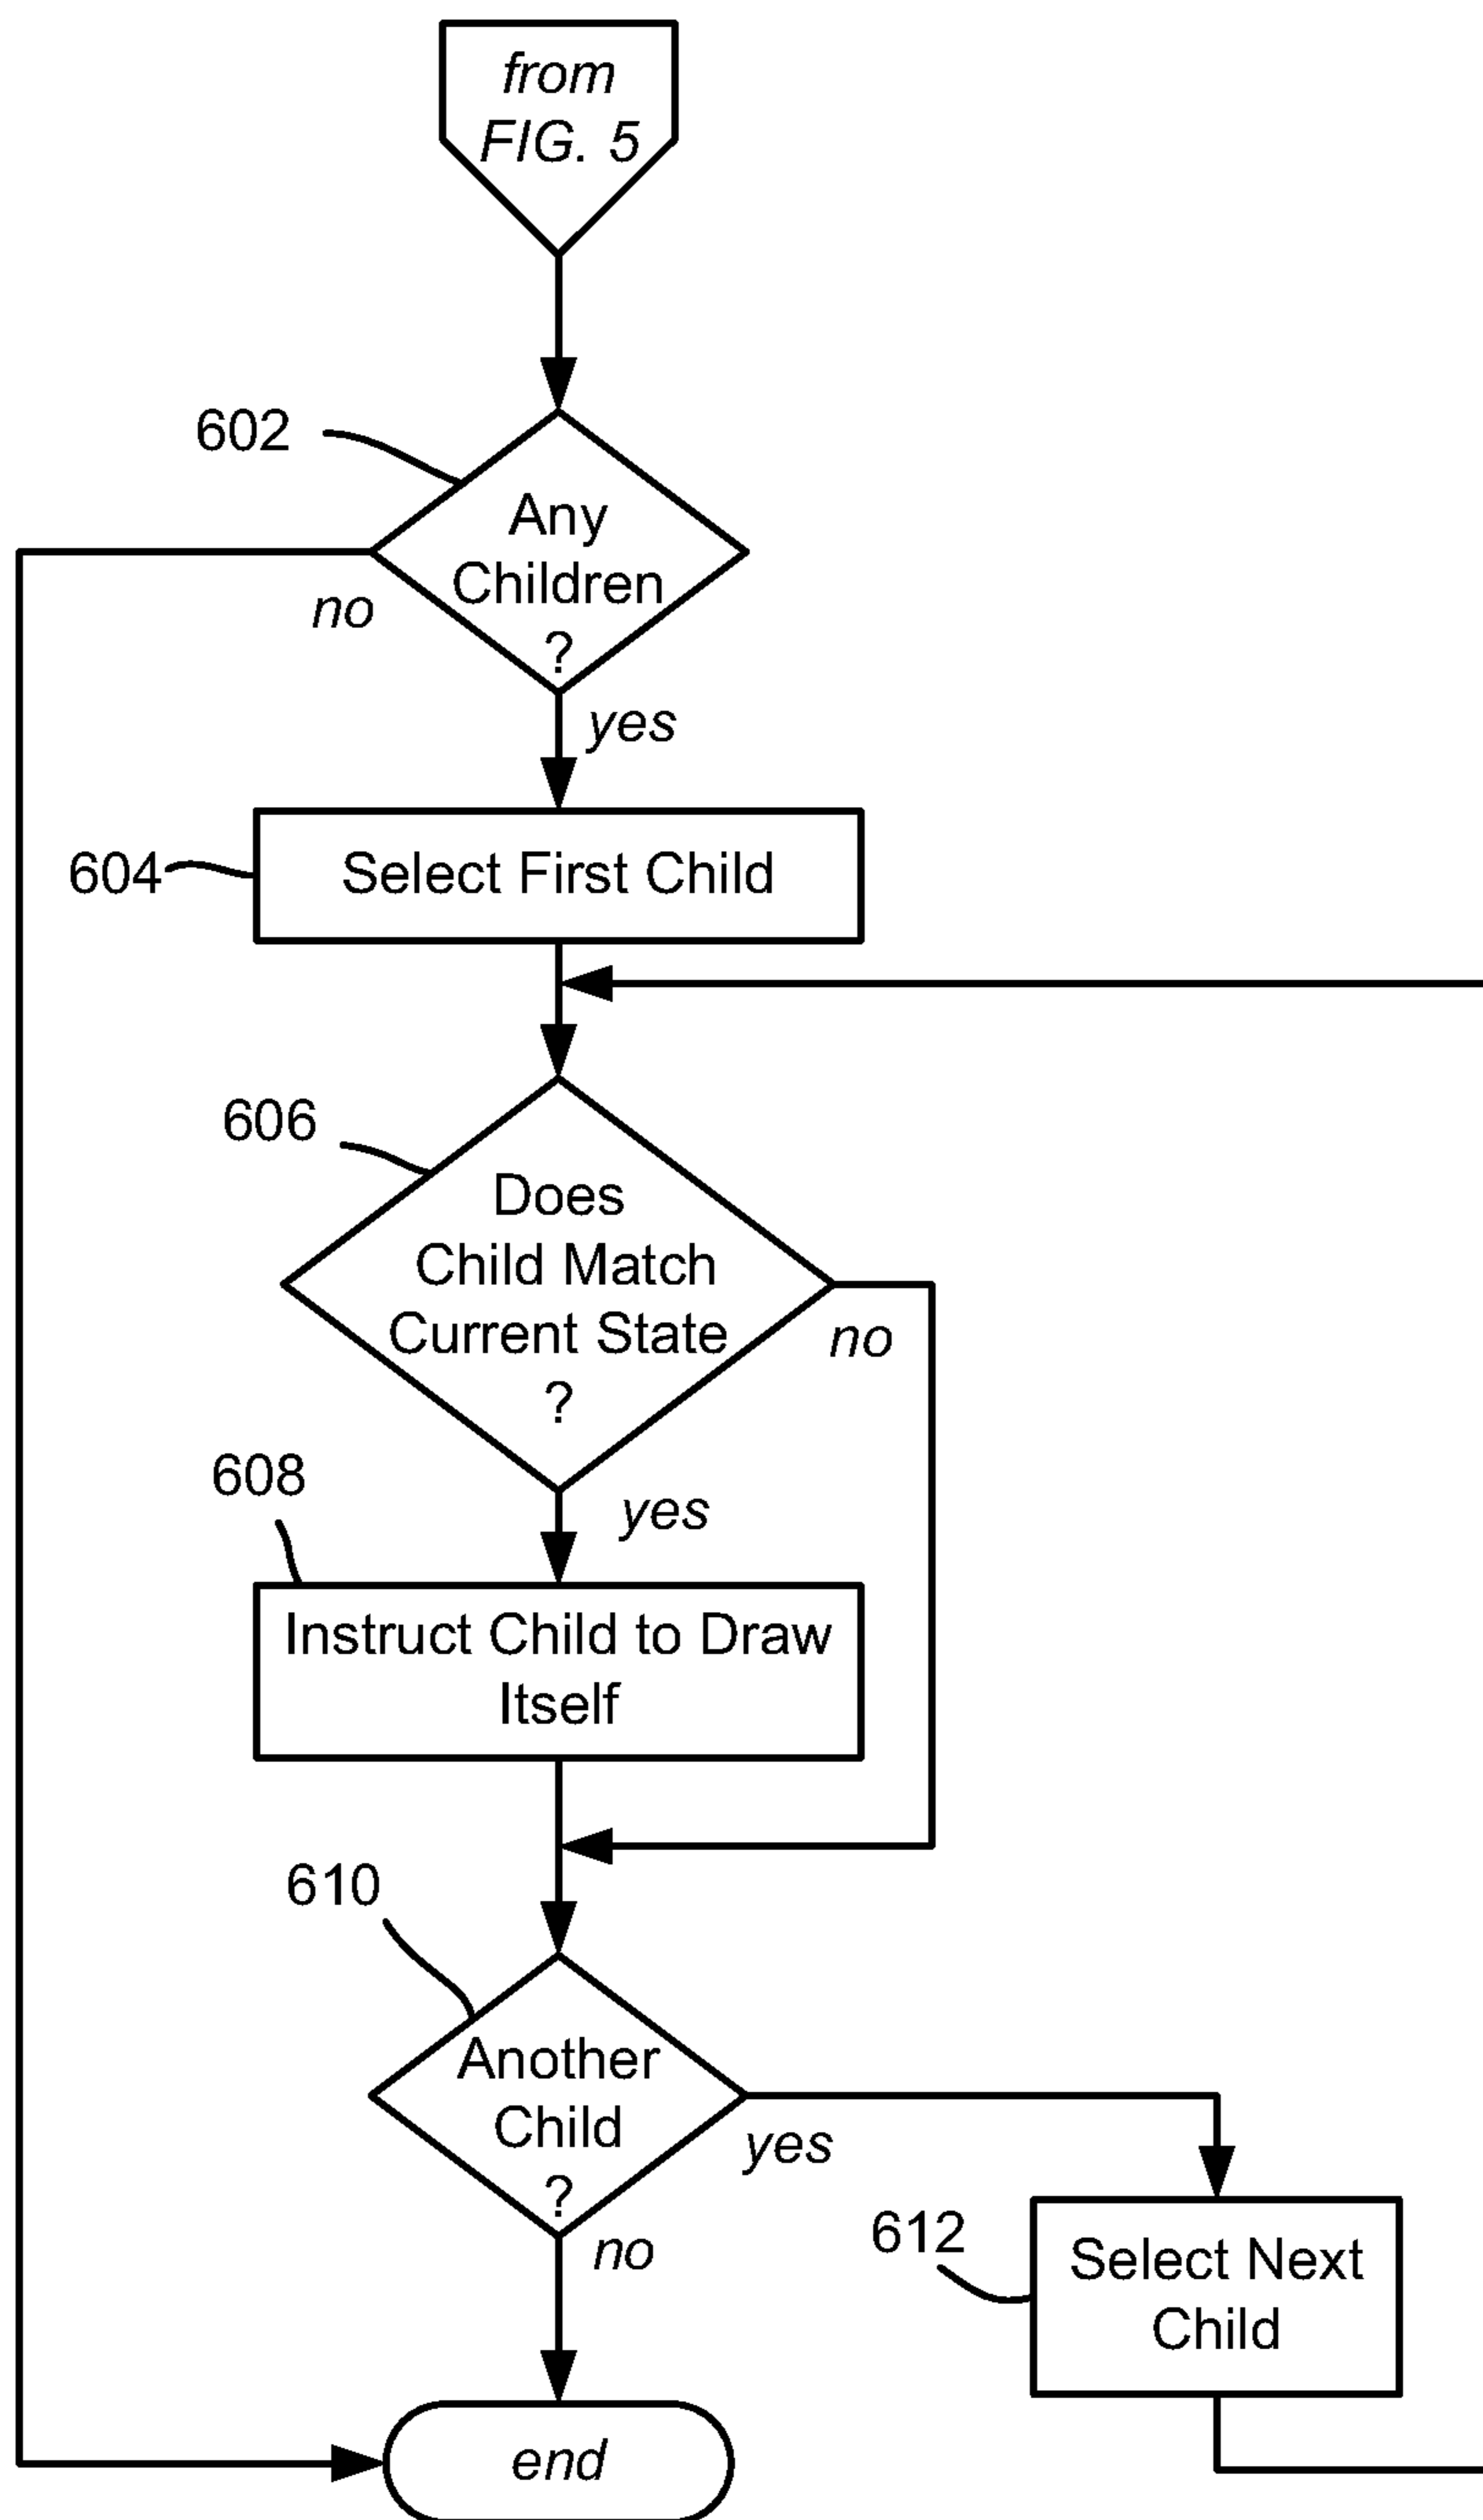 from
FIG. 5
602
Any
Children
?
no
yes
604
Select First Child
606
Does
Child Match
Current State
?
no
yes
608
Instruct Child to Draw
Itself
610
Another
Child
?
yes
no
612
Select Next
Child
end